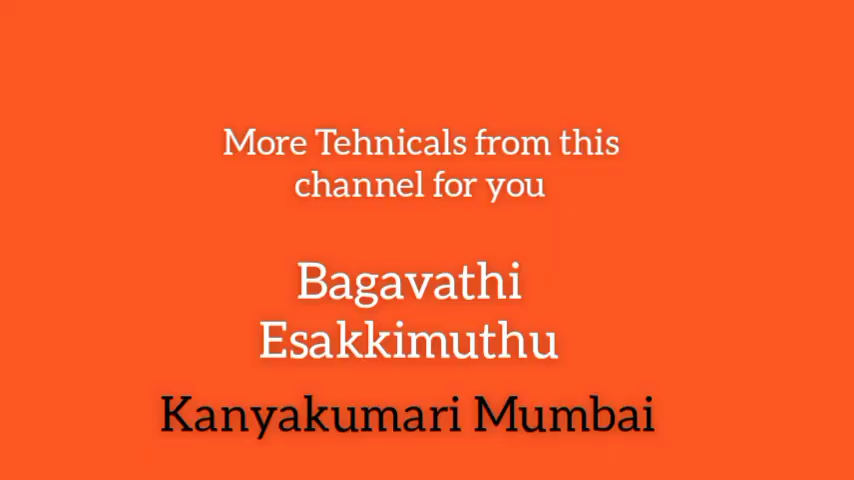 More Tehnicals from this
channel for you
Bagavathi
Esakkimuthu
Kanyakumari Mumbai